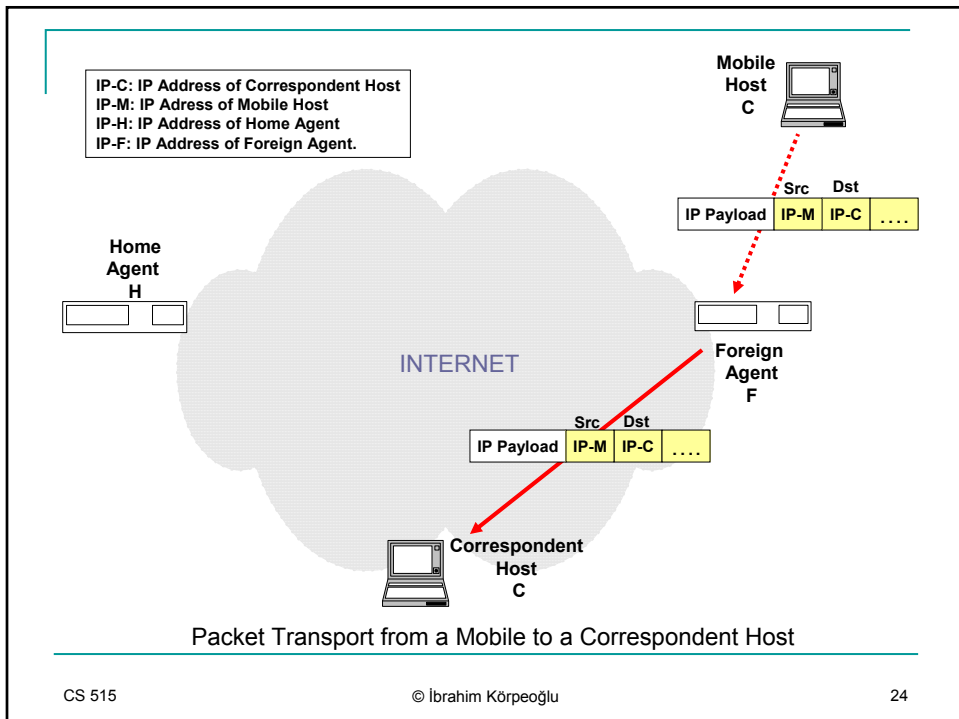 IP-C: IP Address of Correspondent Host
IP-M: IP Adress of Mobile Host
IP-H: IP Address of Home Agent
IP-F: IP Address of Foreign Agent.
Mobile
Host
C
Src Dst
IP Payload IP-M IP-C ....
Home
Agent
H
INTERNET
Foreign
Agent
F
Src Dst
IP Payload IP-M IP-C ....
Correspondent
Host
C
Packet Transport from a Mobile to a Correspondent Host
CS 515 © İbrahim Körpeoğlu 24